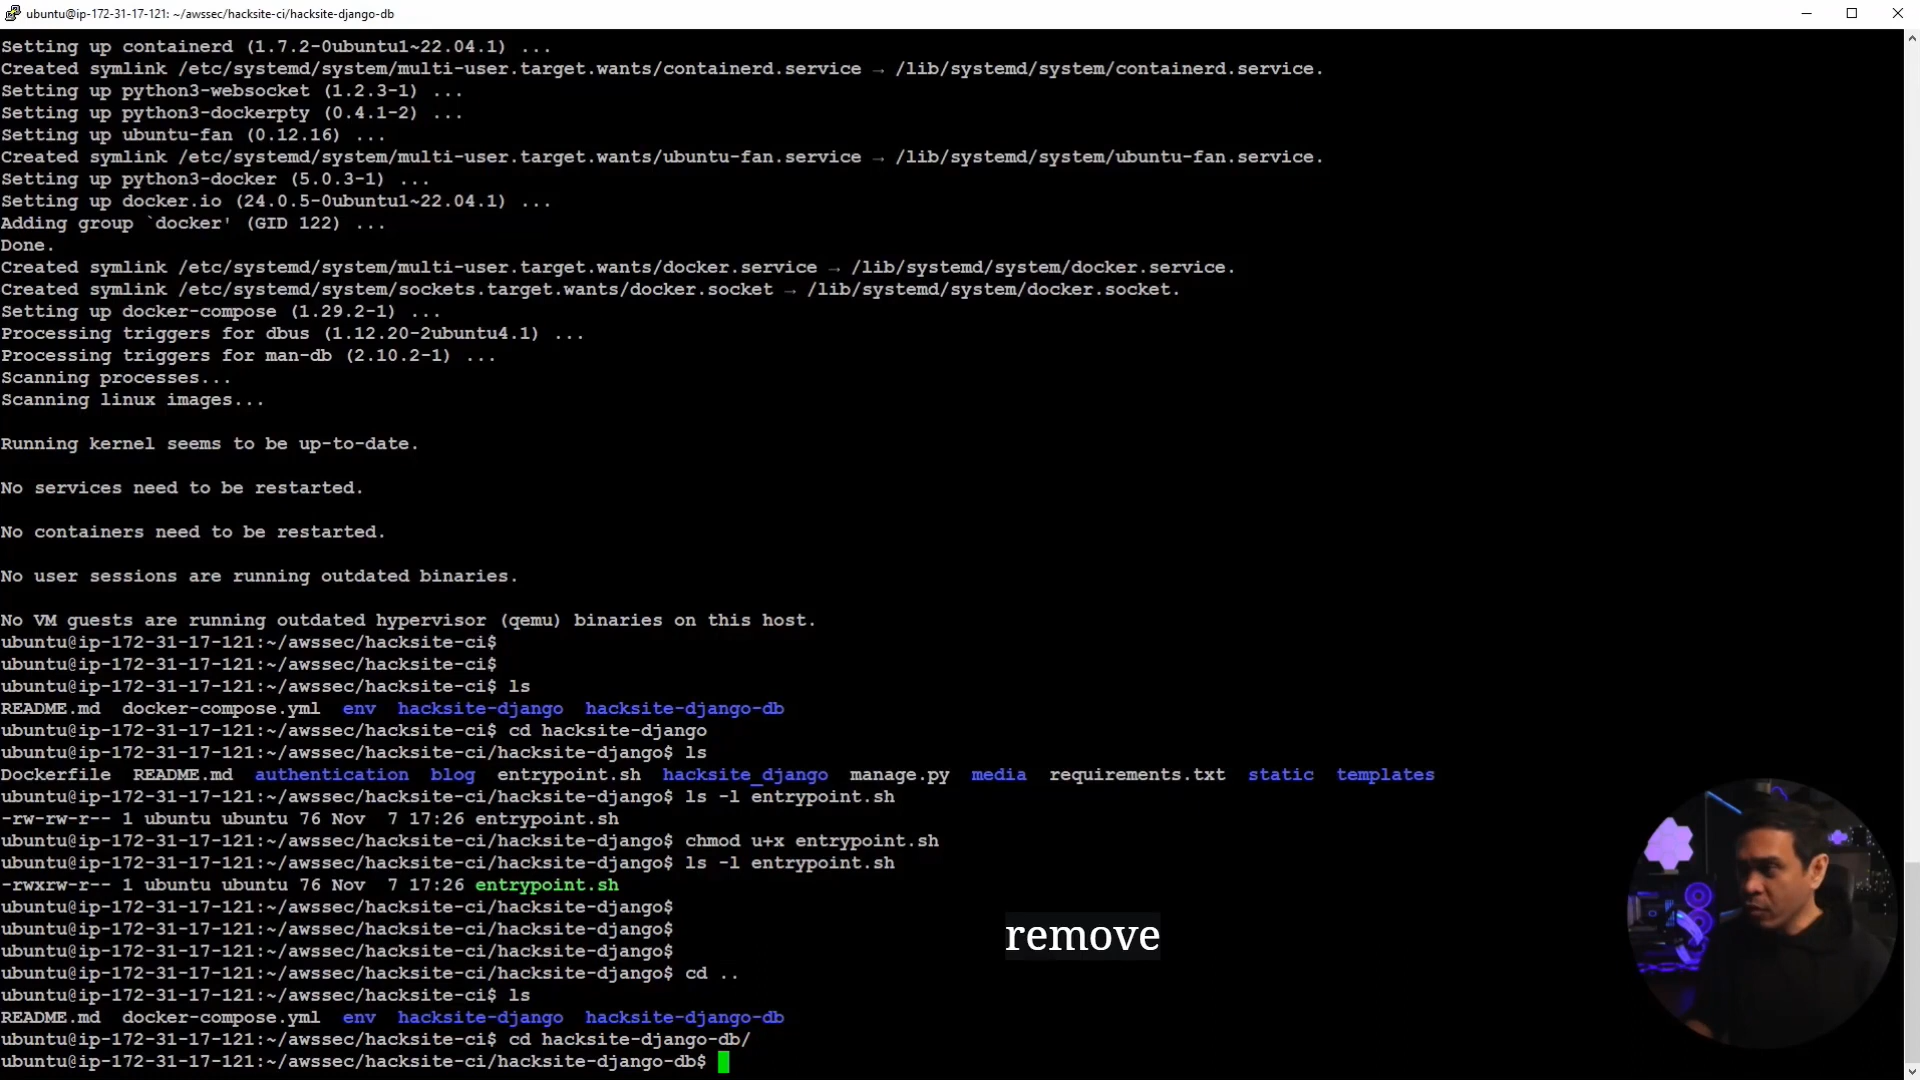 ubuntu@ip-172-31-17-121: ~/awssec/hacksite-ci/hacksite-django-db
Setting up containerd (1.7.2-0ubuntu1~22.04.1) ...
Created symlink /etc/systemd/system/multi-user.target.wants/containerd.service → /lib/systemd/system/containerd.service.
Setting up python3-websocket (1.2.3-1) ...
Setting up python3-dockerpty (0.4.1-2) ...
Setting up ubuntu-fan (0.12.16) ...
Created symlink /etc/systemd/system/multi-user.target.wants/ubuntu-fan.service → /lib/systemd/system/ubuntu-fan.service.
Setting up python3-docker (5.0.3-1) ...
Setting up docker.io (24.0.5-0ubuntu1~22.04.1) ...
Adding group `docker' (GID 122) ...
Done.
Created symlink /etc/systemd/system/multi-user.target.wants/docker.service → /lib/systemd/system/docker.service.
Created symlink /etc/systemd/system/sockets.target.wants/docker.socket → /lib/systemd/system/docker.socket.
Setting up docker-compose (1.29.2-1) ...
Processing triggers for dbus (1.12.20-2ubuntu4.1) ...
Processing triggers for man-db (2.10.2-1) ...
Scanning processes...
Scanning linux images...
Running kernel seems to be up-to-date.
No services need to be restarted.
No containers need to be restarted.
No user sessions are running outdated binaries.
No VM guests are running outdated hypervisor (qemu) binaries on this host.
ubuntu@ip-172-31-17-121:~/awssec/hacksite-ci$
ubuntu@ip-172-31-17-121:~/awssec/hacksite-ci$
ubuntu@ip-172-31-17-121:~/awssec/hacksite-ci$ ls
README.md docker-compose.yml env hacksite-django hacksite-django-db
ubuntu@ip-172-31-17-121:~/awssec/hacksite-ci$ cd hacksite-django
ubuntu@ip-172-31-17-121:~/awssec/hacksite-ci/hacksite-django$ ls
Dockerfile README.md authentication blog entrypoint.sh hacksite_django manage.py media requirements.txt static templates
ubuntu@ip-172-31-17-121:~/awssec/hacksite-ci/hacksite-django$ ls -l entrypoint.sh
-rw-rw-r-- 1 ubuntu ubuntu 76 Nov 7 17:26 entrypoint.sh
ubuntu@ip-172-31-17-121:~/awssec/hacksite-ci/hacksite-django$ chmod u+x entrypoint.sh
ubuntu@ip-172-31-17-121:~/awssec/hacksite-ci/hacksite-django$ ls -l entrypoint.sh
-rwxrw-r-- 1 ubuntu ubuntu 76 Nov 7 17:26 entrypoint.sh
ubuntu@ip-172-31-17-121:~/awssec/hacksite-ci/hacksite-django$
ubuntu@ip-172-31-17-121:~/awssec/hacksite-ci/hacksite-django$
remove
ubuntu@ip-172-31-17-121:~/awssec/hacksite-ci/hacksite-django$
ubuntu@ip-172-31-17-121:~/awssec/hacksite-ci/hacksite-django$ cd ..
ubuntu@ip-172-31-17-121:~/awssec/hacksite-ci$ ls
README.md docker-compose.yml env hacksite-django hacksite-django-db
ubuntu@ip-172-31-17-121:~/awssec/hacksite-ci$ cd hacksite-django-db/
ubuntu@ip-172-31-17-121:~/awssec/hacksite-ci/hacksite-django-db$